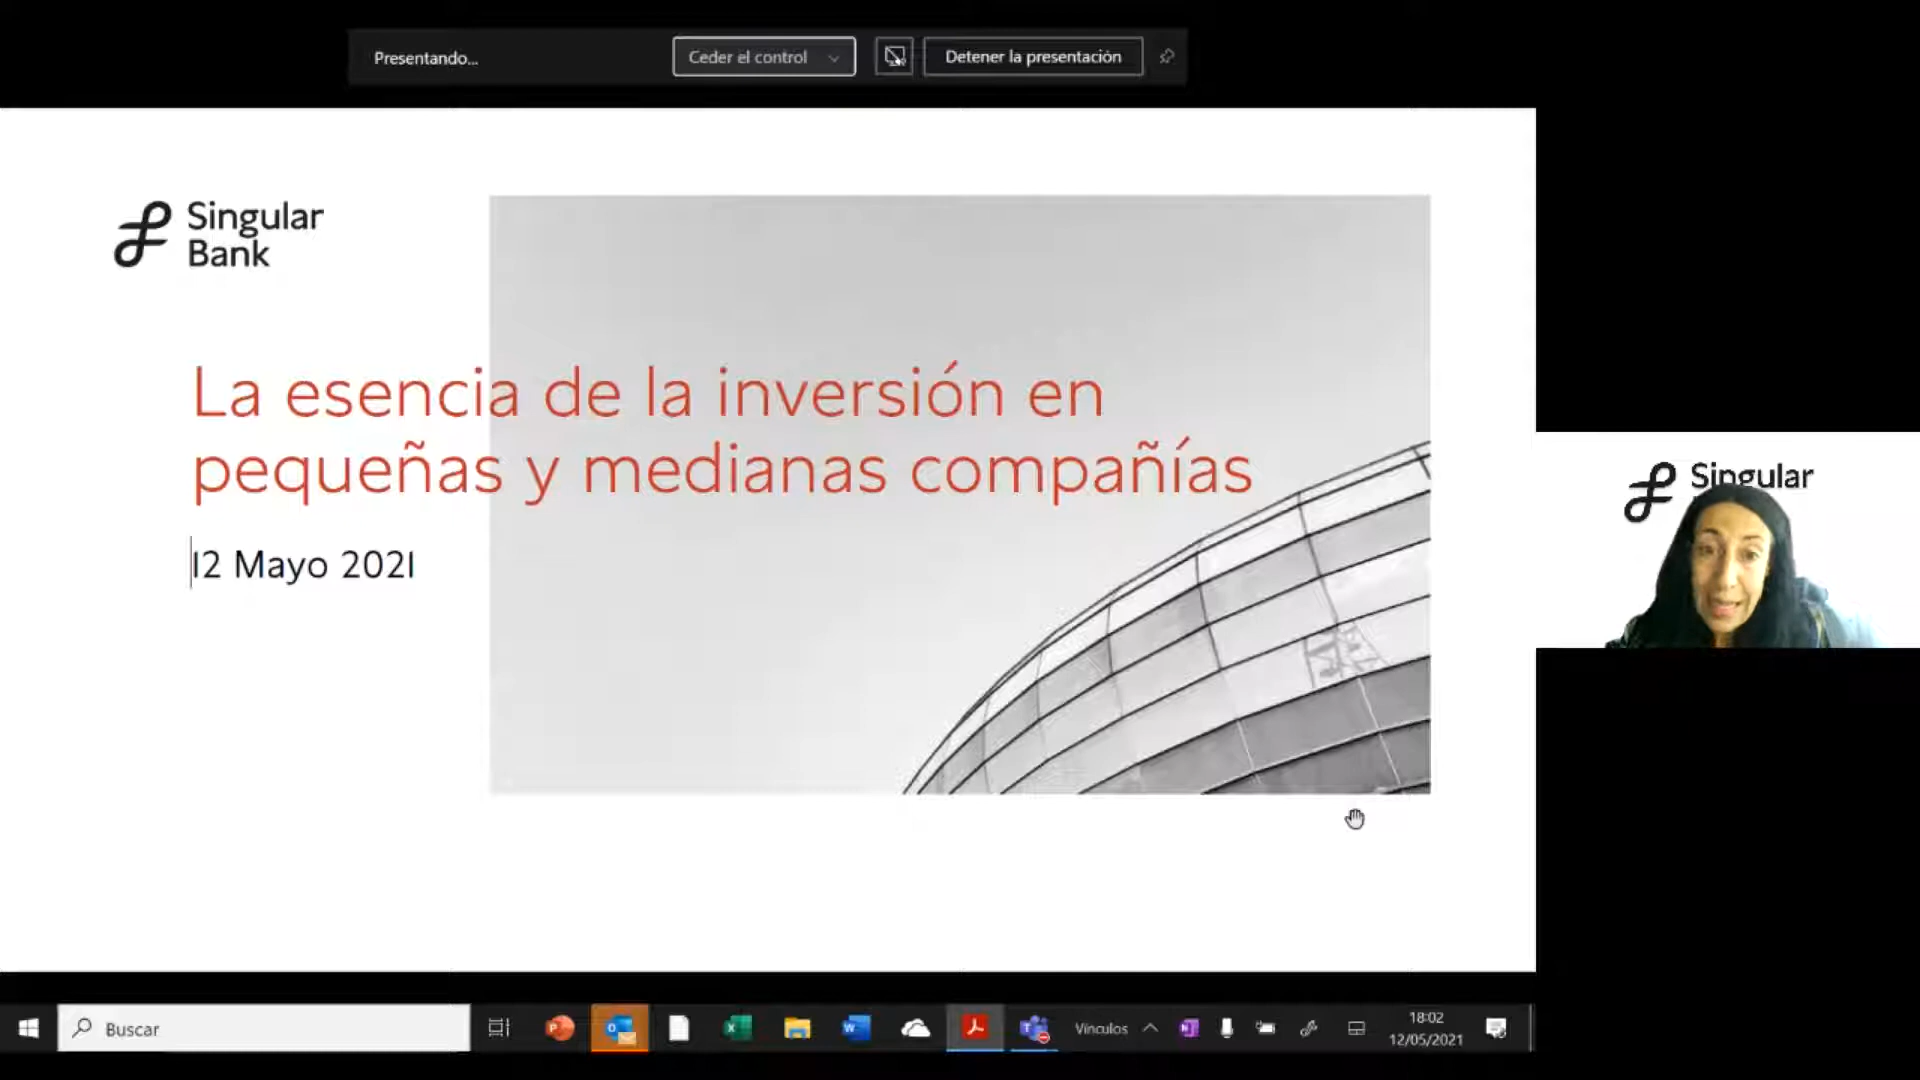 Presentando...
Ceder el control
Detener la presentación
Singular
Bank
La esencia de la inversión en
pequeñas y medianas compañías
12 Mayo 2021
Singular
Buscar
Vínculos
18:02
12/05/2021